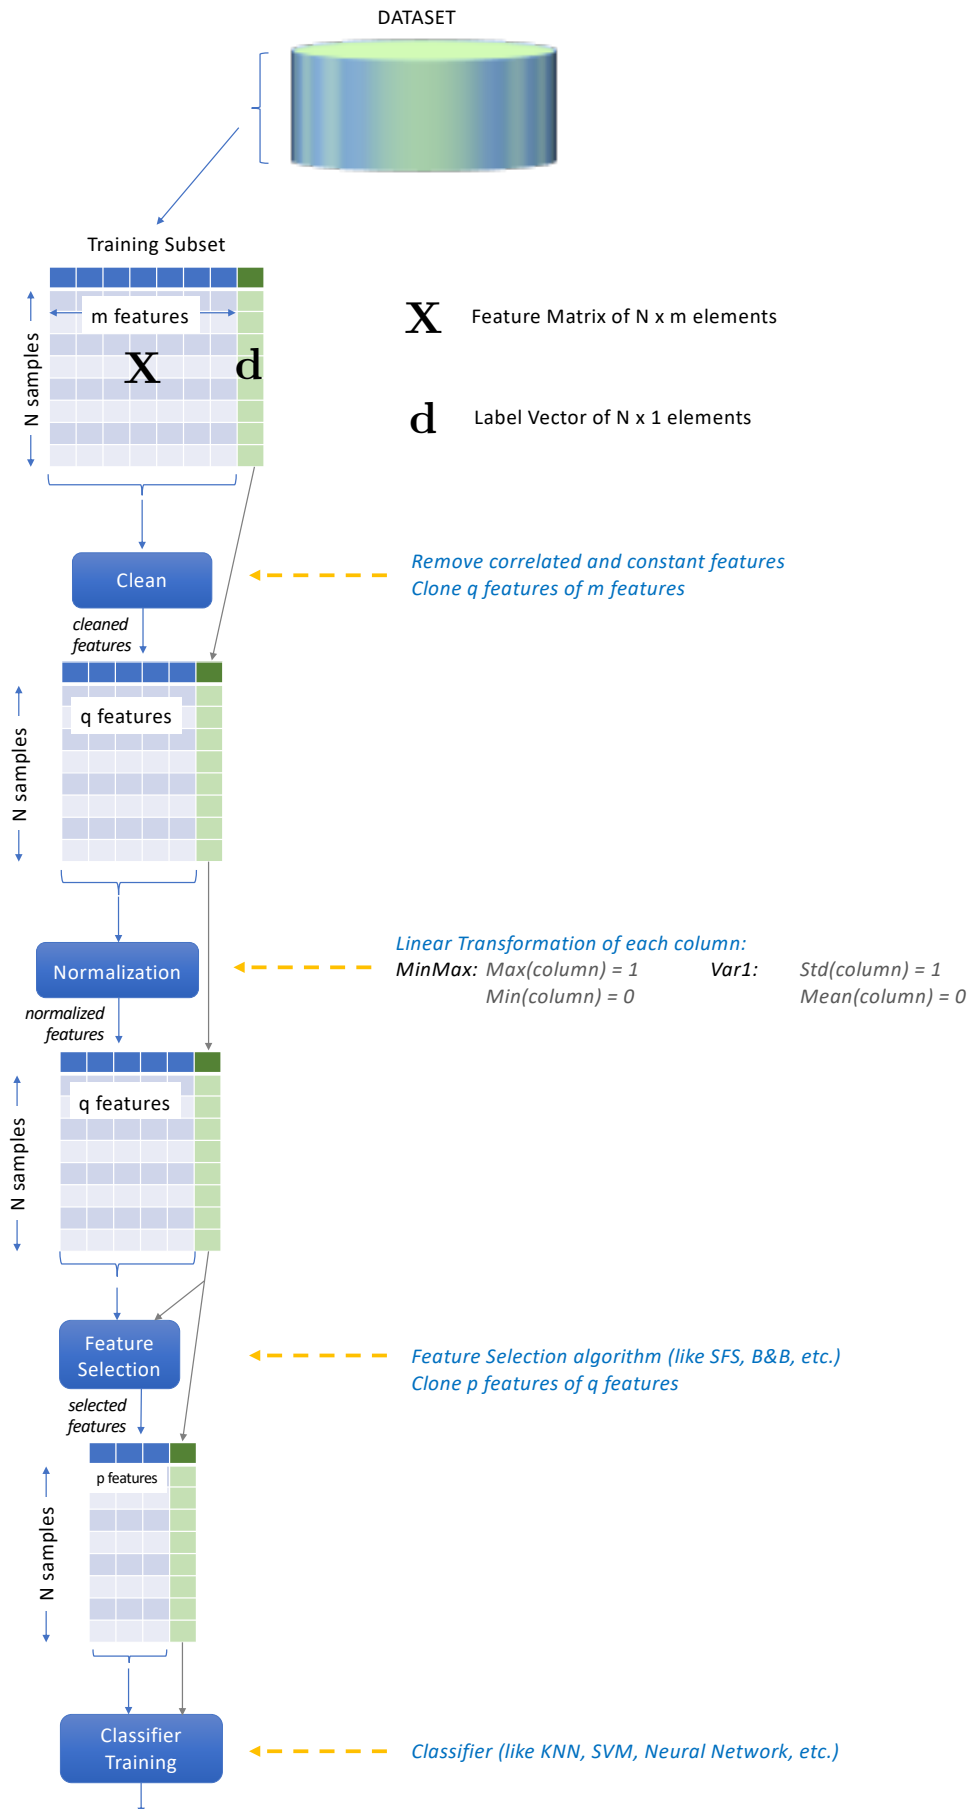 DATASET
Training Subset
m features
N samples
X
d
X Feature Matrix of N x m elements
d Label Vector of N x 1 elements
Clean
Remove correlated and constant features
Clone q features of m features
cleaned
features
q features
N samples
Normalization
Linear Transformation of each column:
MinMax: Max(column) = 1 Var1: Std(column) = 1
Min(column) = 0 Mean(column) = 0
normalized
features
q features
N samples
Feature
Selection
Feature Selection algorithm (like SFS, B&B, etc.)
Clone p features of q features
selected
features
p features
N samples
Classifier
Training
Classifier (like KNN, SVM, Neural Network, etc.)